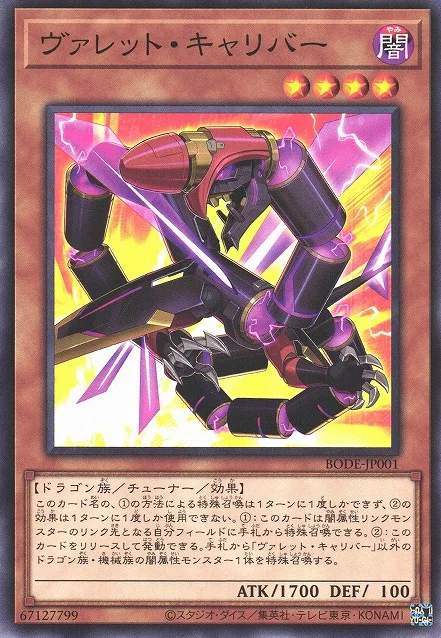 ヴァレット・キャリバー
闇
BODE-JP001
【ドラゴン族／チューナー／効果】
このカード名の、①の方法による特殊召喚は１ターンに１度しかできず、②の
効果は１ターンに１度しか使用できない。①：このカードは闇属性リンクモン
スターのリンク先となる自分フィールドに手札から特殊召喚できる。②：こ
のカードをリリースして発動できる。手札から「ヴァレット・キャリバー」以外の
ドラゴン族・機械族の闇属性モンスター１体を特殊召喚する。
ATK/1700 DEF/ 100
67127799
©スタジオ・ダイス／集英社・テレビ東京・KONAMI